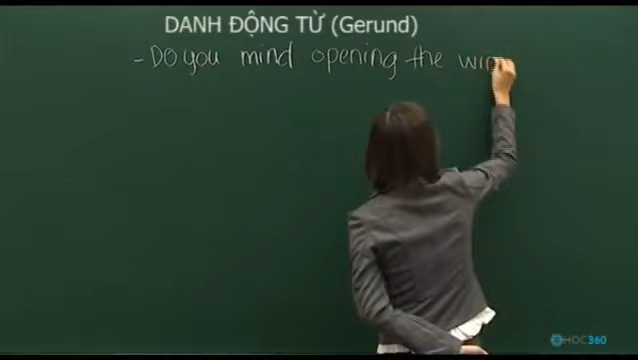 DANH ĐỘNG TỪ (Gerund)
- Do you mind opening the
HOC360